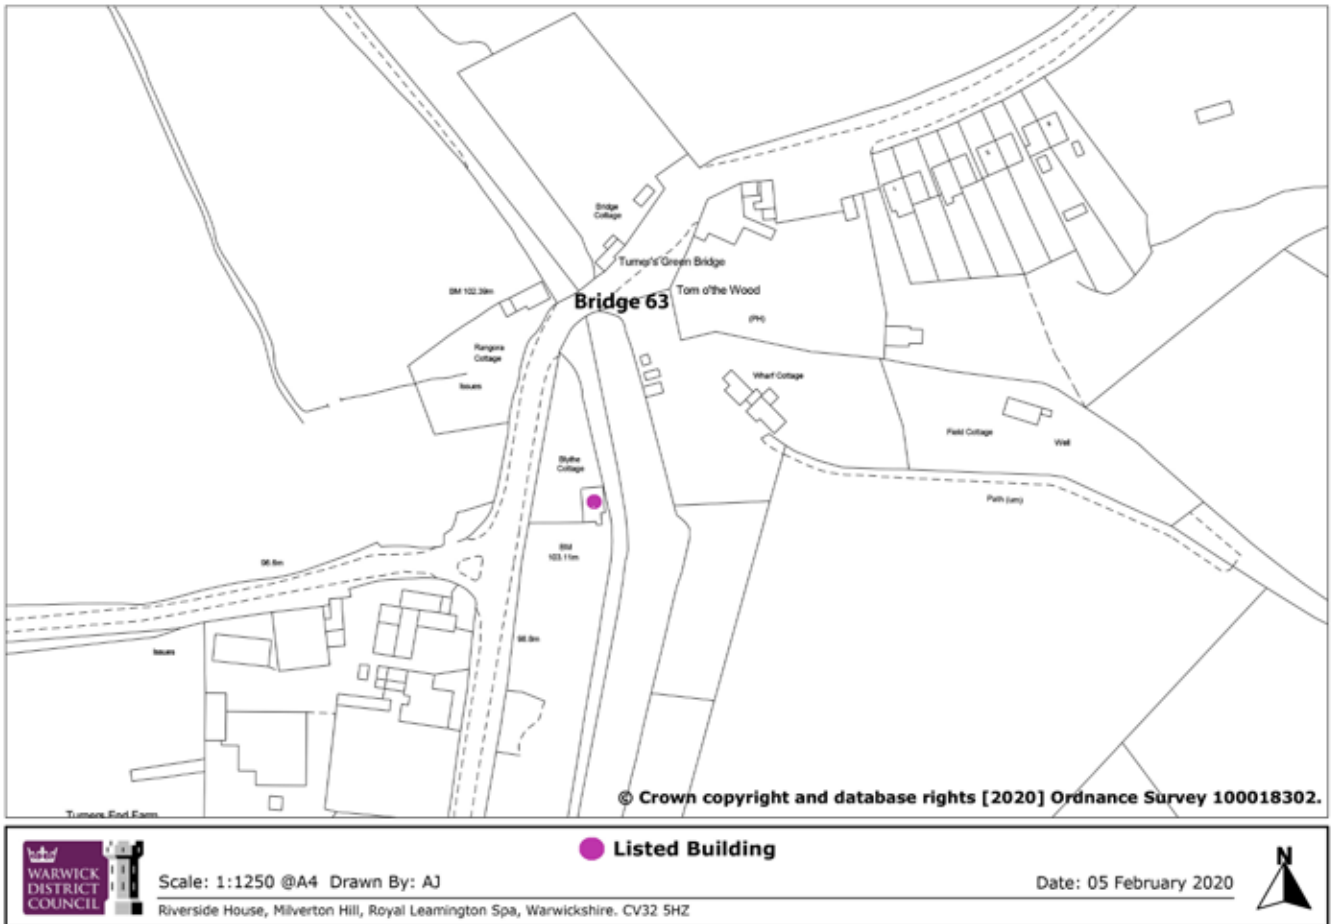 Bridge
Cottage
Turner's Green Bridge
BM 102.39m
Bridge 63
Tom o'the Wood
(PH)
Rangora
Cottage
Issues
Wharf Cottage
Field Cottage
Well
Blythe
Cottage
Path (um)
BM
103.11m
98.8m
98.9m
Issues
Turners End Farm
© Crown copyright and database rights [2020] Ordnance Survey 100018302.
Listed Building
WARWICK
DISTRICT
COUNCIL
Scale: 1:1250 @A4 Drawn By: AJ
Date: 05 February 2020
N
Riverside House, Milverton Hill, Royal Leamington Spa, Warwickshire. CV32 5HZ